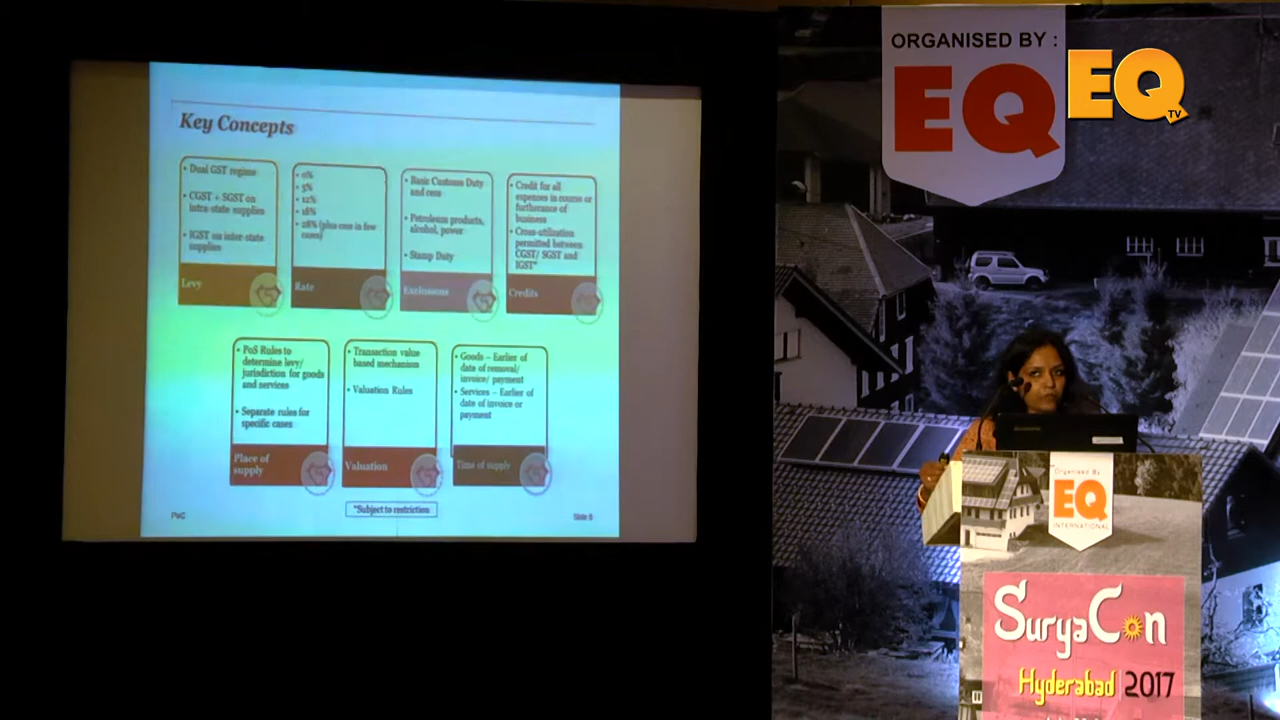 Key Concepts
• Dual GST regime
• CGST + SGST on
intra state supplies
• IGST on inter-state
supplies
Levy
• 0%
• 5%
• 12%
• 18%
• 28% (plus cess in few
cases)
Rate
• Basic Customs Duty
and cess
• Petroleum products,
alcohol, power
• Stamp Duty
Exclusions
• Credit for all
expenses in course or
furtherance of
business
• Cross-utilization
permitted between
CGST/ SGST and
IGST*
Credits
• PoS Rules to
determine levy/
jurisdiction for goods
and services
• Separate rules for
specific cases
Place of
supply
• Transaction value
based mechanism
• Valuation Rules
Valuation
• Goods – Earlier of
date of removal/
invoice/ payment
• Services – Earlier of
date of invoice or
payment
Time of supply
*Subject to restriction
PwC
Slide 8
ORGANISED BY :
EQ
EQ
TV
Organised By
EQ
INTERNATIONAL
SuryaCon
Hyderabad 2017